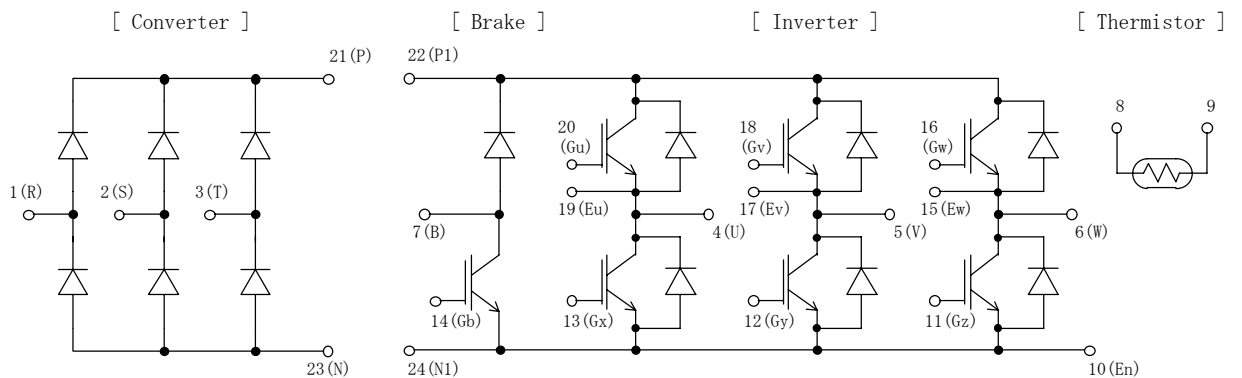 [ Converter ]
[ Brake ]
[ Inverter ]
[ Thermistor ]
21(P)
22(P1)
8
9
20
(Gu)
18
(Gv)
16
(Gw)
1(R)
2(S)
3(T)
19(Eu)
17(Ev)
15(Ew)
7(B)
4(U)
5(V)
6(W)
14(Gb)
13(Gx)
12(Gy)
11(Gz)
23(N)
24(N1)
10(En)